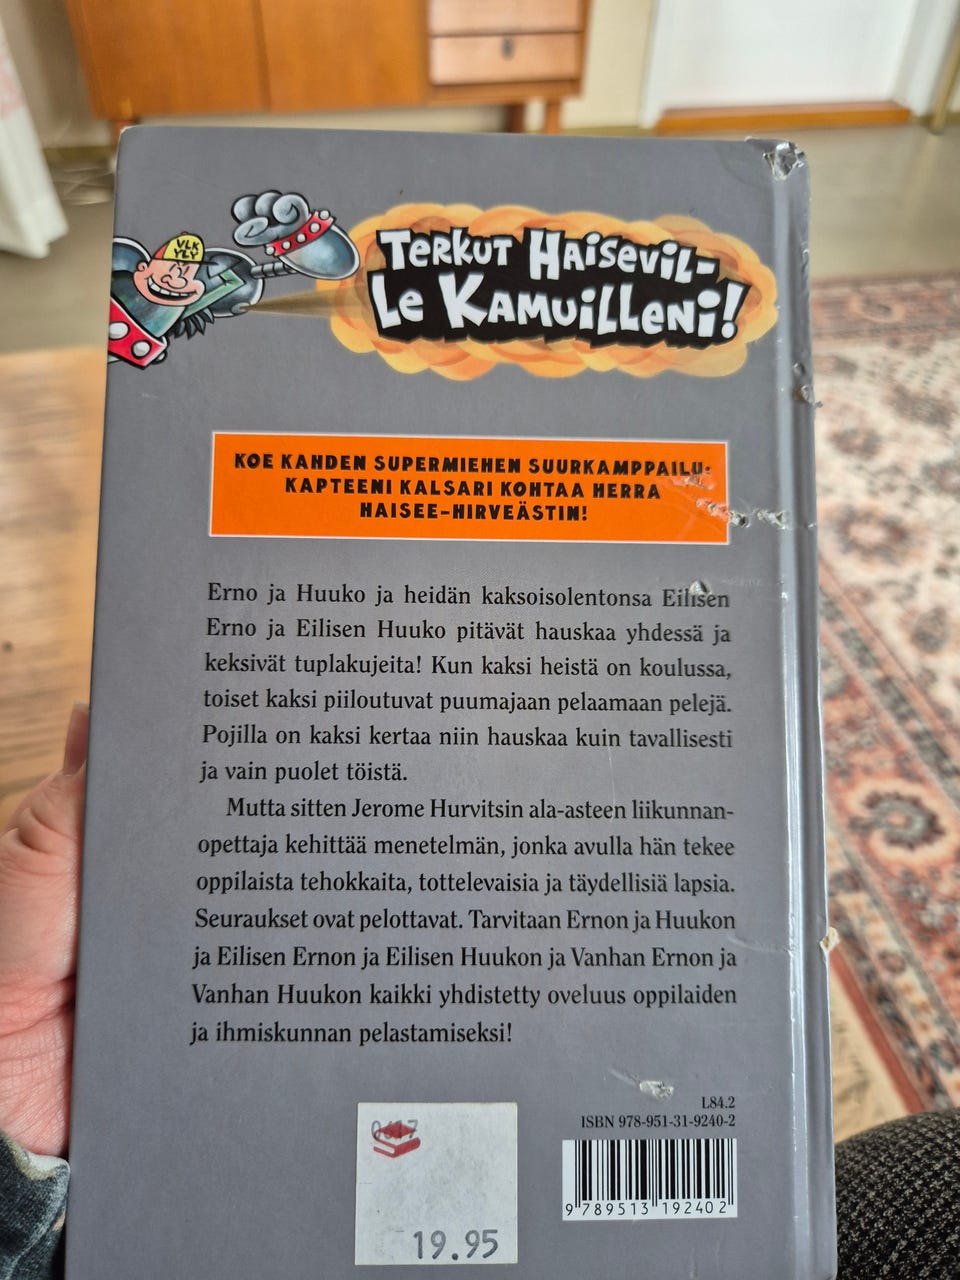 VLK
YLY
TERKUT HAISEVIL-
LE KAMUILLENI!
KOE KAHDEN SUPERMIEHEN SUURKAMPPAILU:
KAPTEENI KALSARI KOHTAA HERRA
HAISEE-HIRVEÄSTIN!
Erno ja Huuko ja heidän kaksoisolentonsa Eilisen
Erno ja Eilisen Huuko pitävät hauskaa yhdessä ja
keksivät tuplakujeita! Kun kaksi heistä on koulussa,
toiset kaksi piiloutuvat puumajaan pelaamaan pelejä.
Pojilla on kaksi kertaa niin hauskaa kuin tavallisesti
ja vain puolet töistä.
Mutta sitten Jerome Hurvitsin ala-asteen liikunnan-
opettaja kehittää menetelmän, jonka avulla hän tekee
oppilaista tehokkaita, tottelevaisia ja täydellisiä lapsia.
Seuraukset ovat pelottavat. Tarvitaan Ernon ja Huukon
ja Eilisen Ernon ja Eilisen Huukon ja Vanhan Ernon ja
Vanhan Huukon kaikki yhdistetty oveluus oppilaiden
ja ihmiskunnan pelastamiseksi!
L84.2
ISBN 978-951-31-9240-2
9 789513 192402
0617
19.95